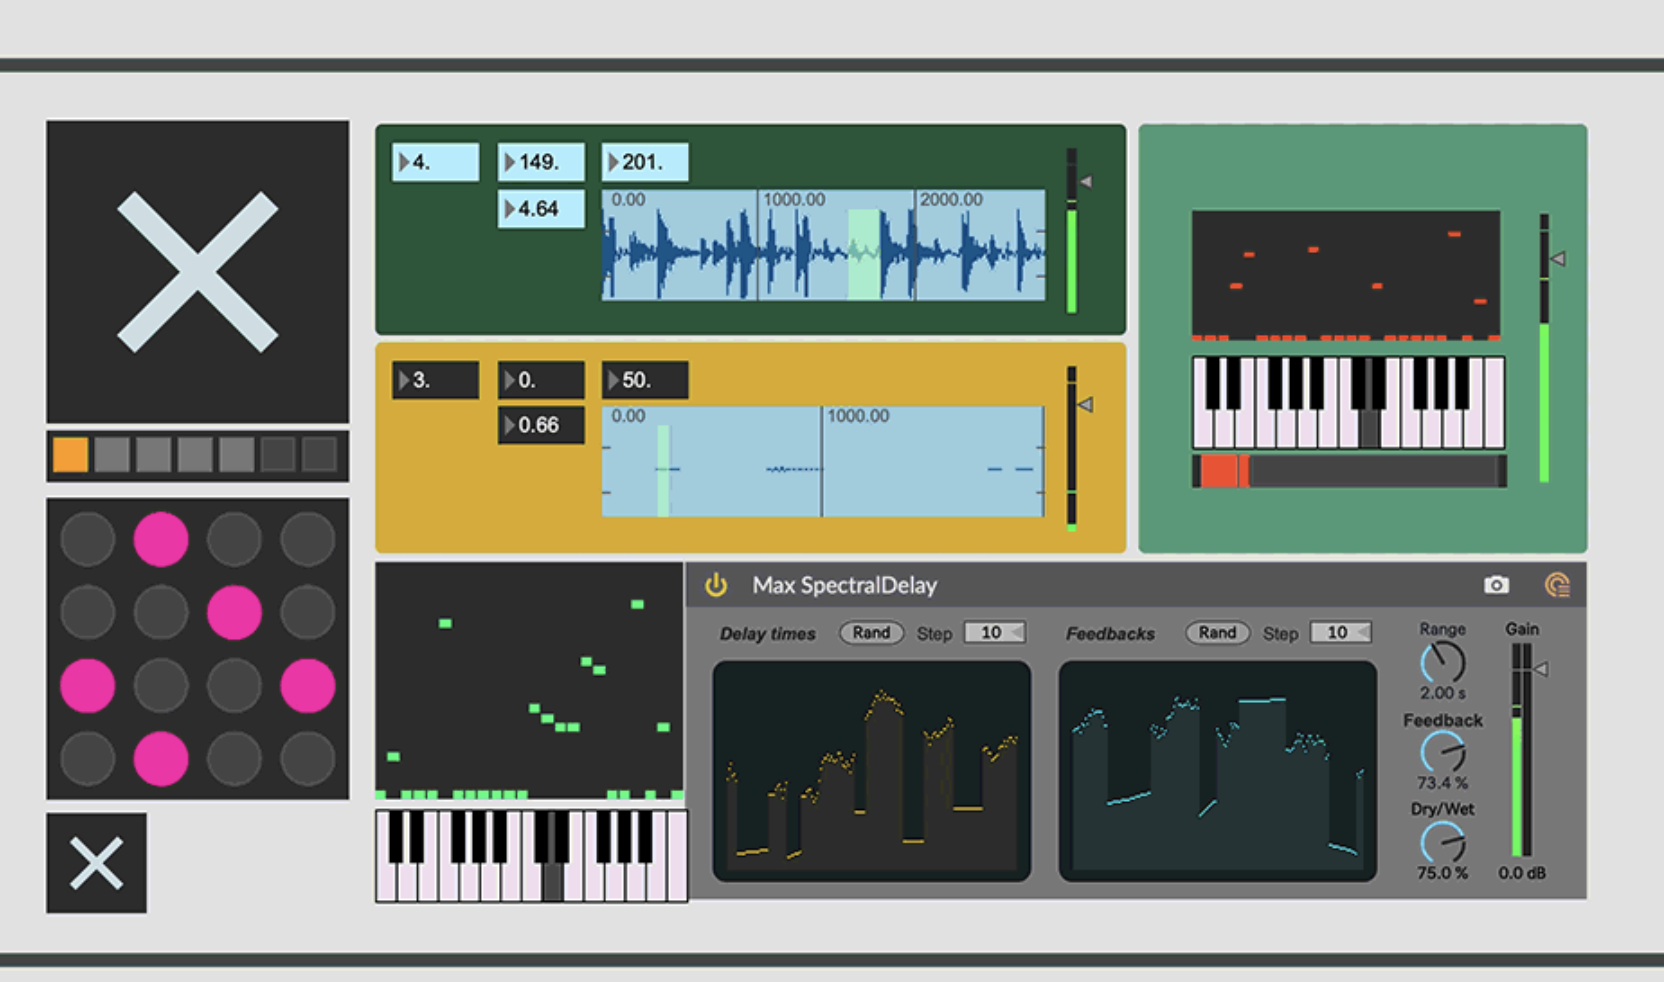 4.
149.
201.
4.64
0.00
1000.00
2000.00
3.
0.
50.
0.66
0.00
1000.00
Max SpectralDelay
Delay times
Rand
Step
10
Feedbacks
Rand
Step
10
Range
2.00 s
Feedback
73.4 %
Dry/Wet
75.0 %
Gain
0.0 dB